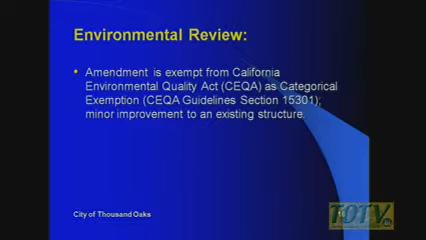 Environmental Review:
• Amendment is exempt from California
Environmental Quality Act (CEQA) as Categorical
Exemption (CEQA Guidelines Section 15301);
minor improvement to an existing structure.
City of Thousand Oaks
TOTV